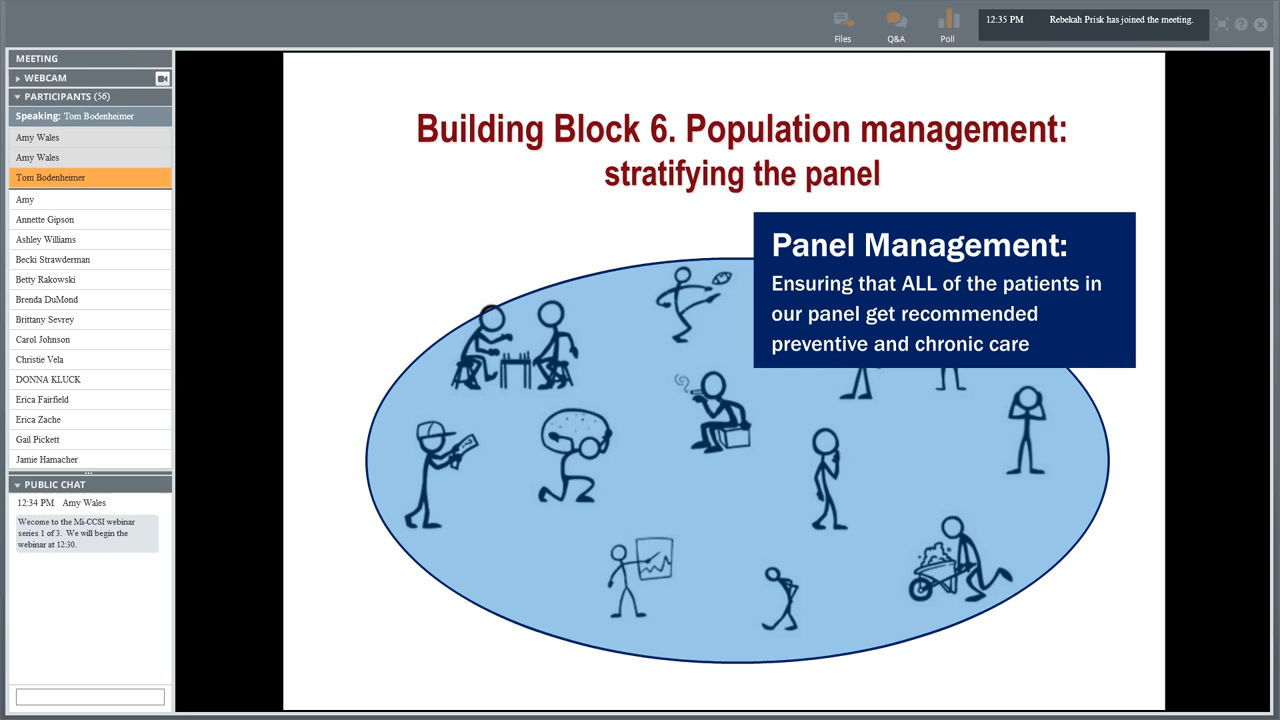 Files
Q&A
Poll
12:35 PM Rebekah Prisk has joined the meeting.
MEETING
WEBCAM
PARTICIPANTS (56)
Speaking: Tom Bodenheimer
Amy Wales
Amy Wales
Tom Bodenheimer
Amy
Annette Gipson
Ashley Williams
Becki Strawderman
Betty Rakowski
Brenda DuMond
Brittany Sevrey
Carol Johnson
Christie Vela
DONNA KLUCK
Erica Fairfield
Erica Zache
Gail Pickett
Jamie Hamacher
PUBLIC CHAT
12:34 PM Amy Wales
Wecome to the Mi-CCSI webinar
series 1 of 3. We will begin the
webinar at 12:30.
Building Block 6. Population management:
stratifying the panel
Panel Management:
Ensuring that ALL of the patients in
our panel get recommended
preventive and chronic care